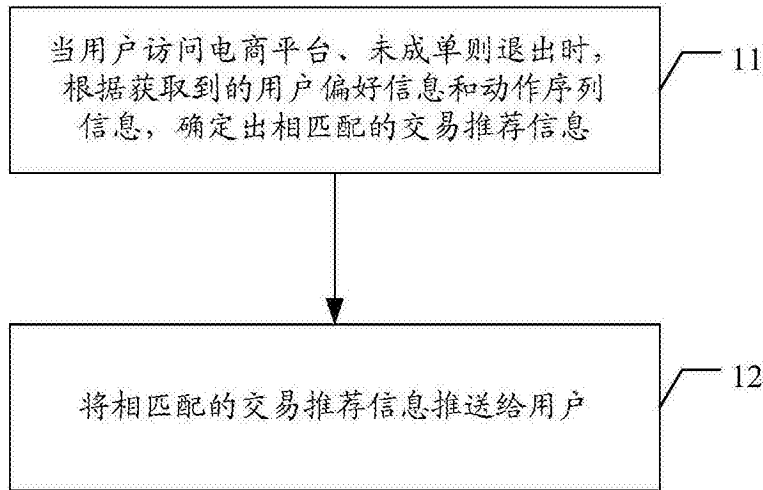 当用户访问电商平台、未成单则退出时，
根据获取到的用户偏好信息和动作序列
信息，确定出相匹配的交易推荐信息
11
将相匹配的交易推荐信息推送给用户
12